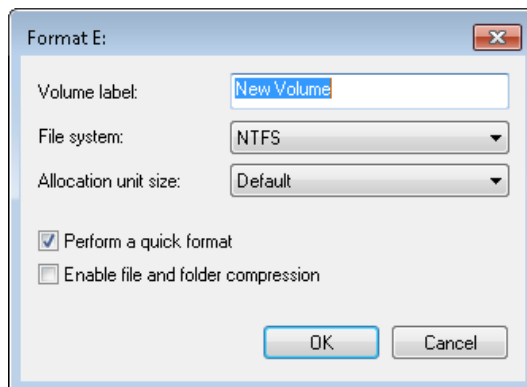 Format E:
Volume label: New Volume
File system: NTFS
Allocation unit size: Default
Perform a quick format
Enable file and folder compression
OK Cancel